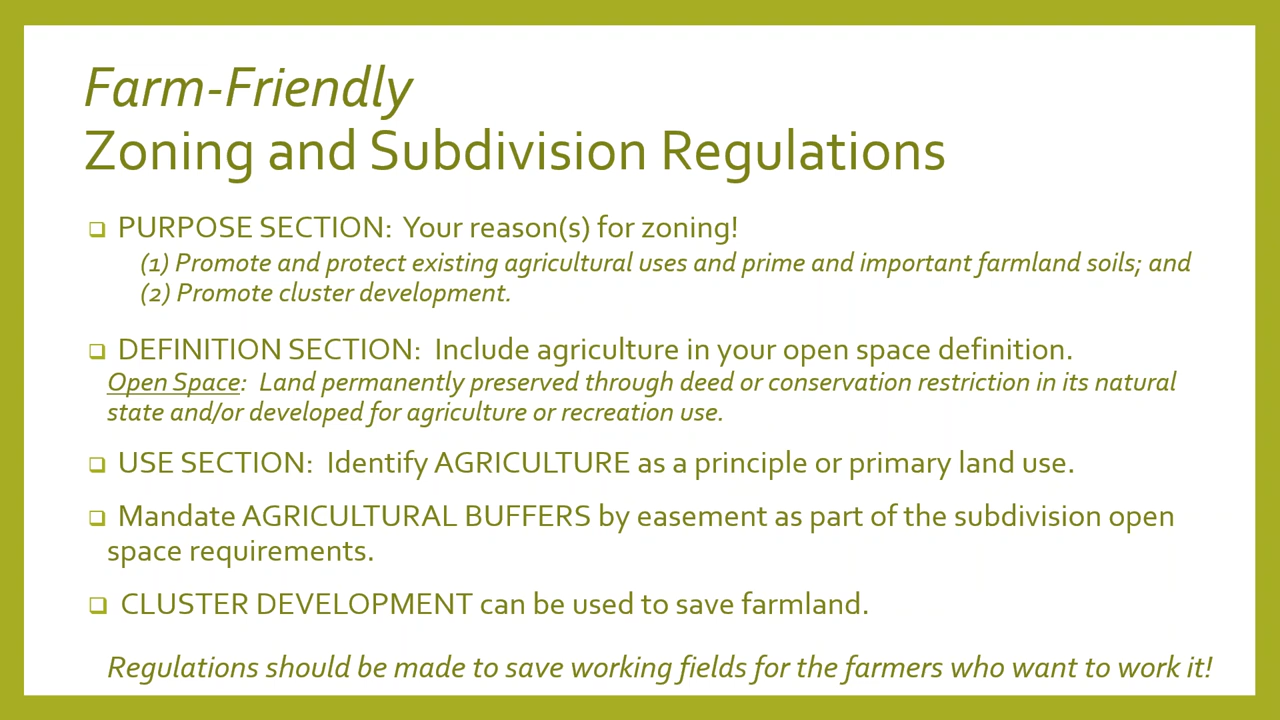 Farm-Friendly
Zoning and Subdivision Regulations
PURPOSE SECTION: Your reason(s) for zoning!
(1) Promote and protect existing agricultural uses and prime and important farmland soils; and
(2) Promote cluster development.
DEFINITION SECTION: Include agriculture in your open space definition.
Open Space: Land permanently preserved through deed or conservation restriction in its natural
state and/or developed for agriculture or recreation use.
USE SECTION: Identify AGRICULTURE as a principle or primary land use.
Mandate AGRICULTURAL BUFFERS by easement as part of the subdivision open
space requirements.
CLUSTER DEVELOPMENT can be used to save farmland.
Regulations should be made to save working fields for the farmers who want to work it!